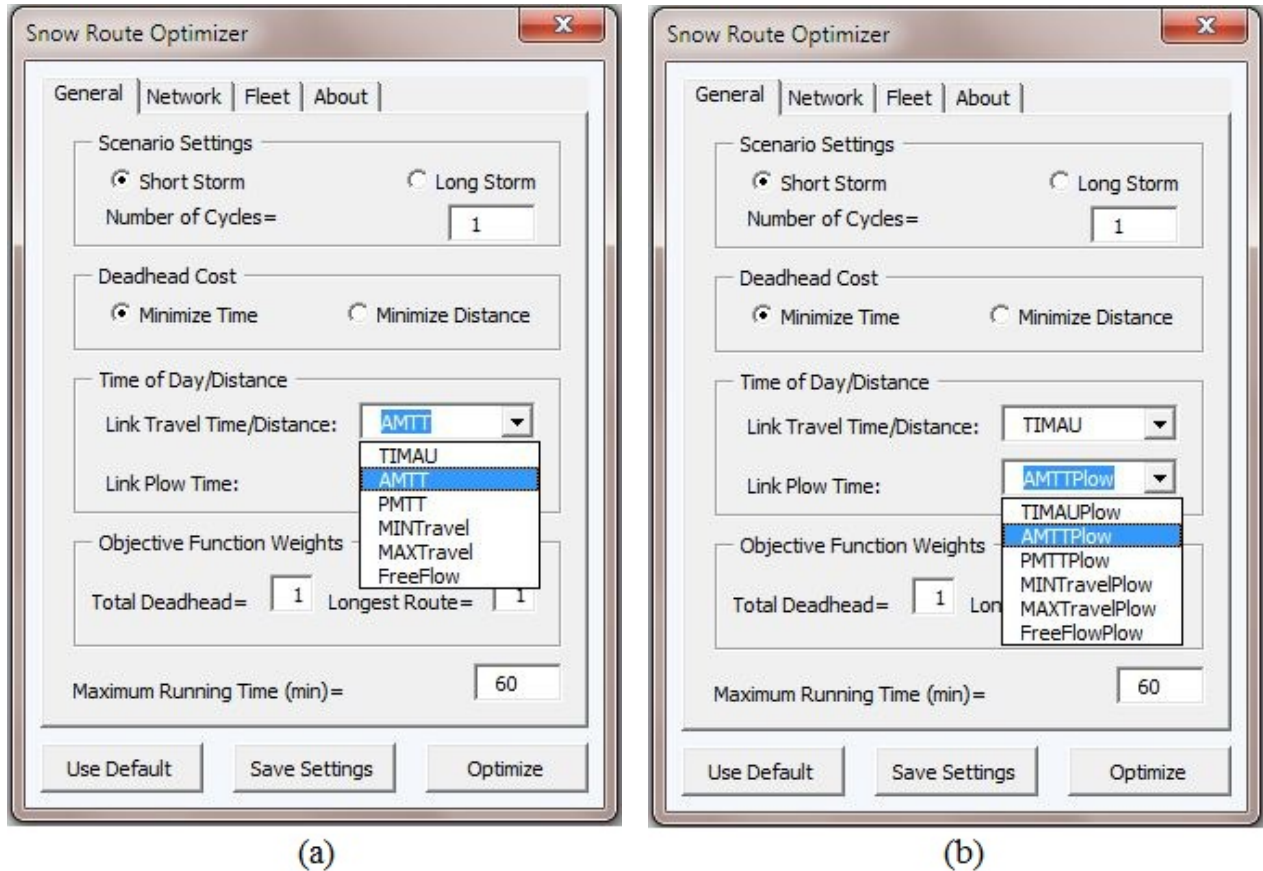 Snow Route Optimizer
General Network Fleet About
Scenario Settings
Short Storm Long Storm
Number of Cycles= 1
Deadhead Cost
Minimize Time Minimize Distance
Time of Day/Distance
Link Travel Time/Distance: AMTT
TIMAU
AMTT
Link Plow Time:
PMTT
MINTravel
MAXTravel
FreeFlow
Objective Function Weights
Total Deadhead= 1 Longest Route= 1
Maximum Running Time (min)= 60
Use Default Save Settings Optimize
(a)
Snow Route Optimizer
General Network Fleet About
Scenario Settings
Short Storm Long Storm
Number of Cycles= 1
Deadhead Cost
Minimize Time Minimize Distance
Time of Day/Distance
Link Travel Time/Distance: TIMAU
Link Plow Time: AMTTPlow
TIMAUPlow
AMTTPlow
PMTTPlow
MINTravelPlow
MAXTravelPlow
FreeFlowPlow
Objective Function Weights
Total Deadhead= 1 Lon
Maximum Running Time (min)= 60
Use Default Save Settings Optimize
(b)